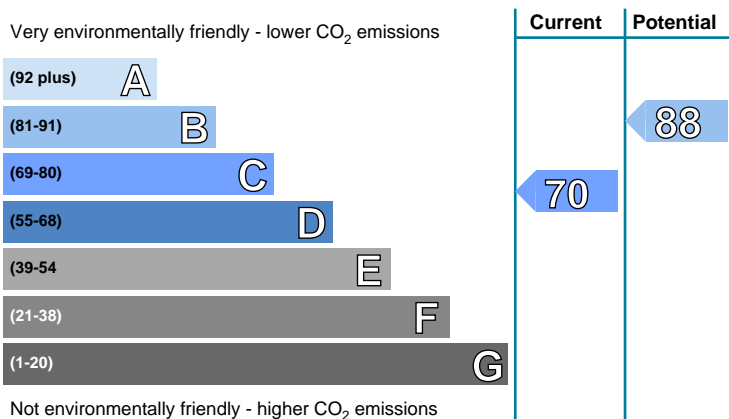 Current Potential
Very environmentally friendly - lower CO2 emissions
(92 plus) A
(81-91) B
88
(69-80) C
70
(55-68) D
(39-54 E
(21-38) F
(1-20) G
Not environmentally friendly - higher CO2 emissions